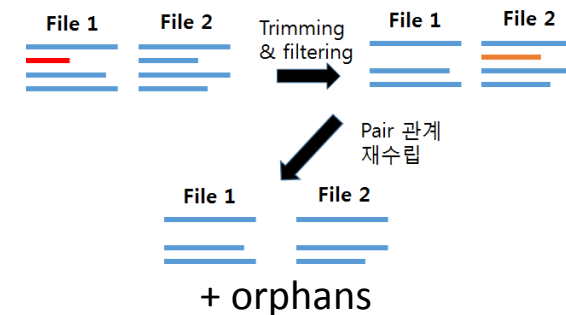 File 1
File 2
Trimming
& filtering
File 1
File 2
Pair 관계
재수립
File 1
File 2
+ orphans